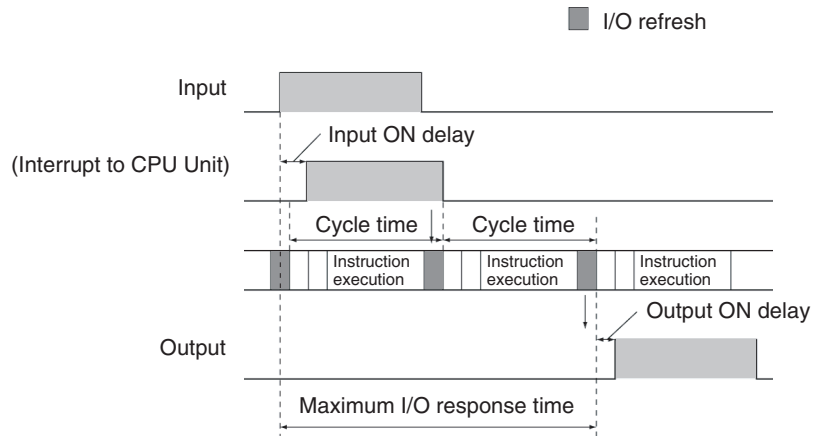 I/O refresh
Input
Input ON delay
(Interrupt to CPU Unit)
Cycle time
Cycle time
Instruction
execution
Instruction
execution
Instruction
execution
Output ON delay
Output
Maximum I/O response time